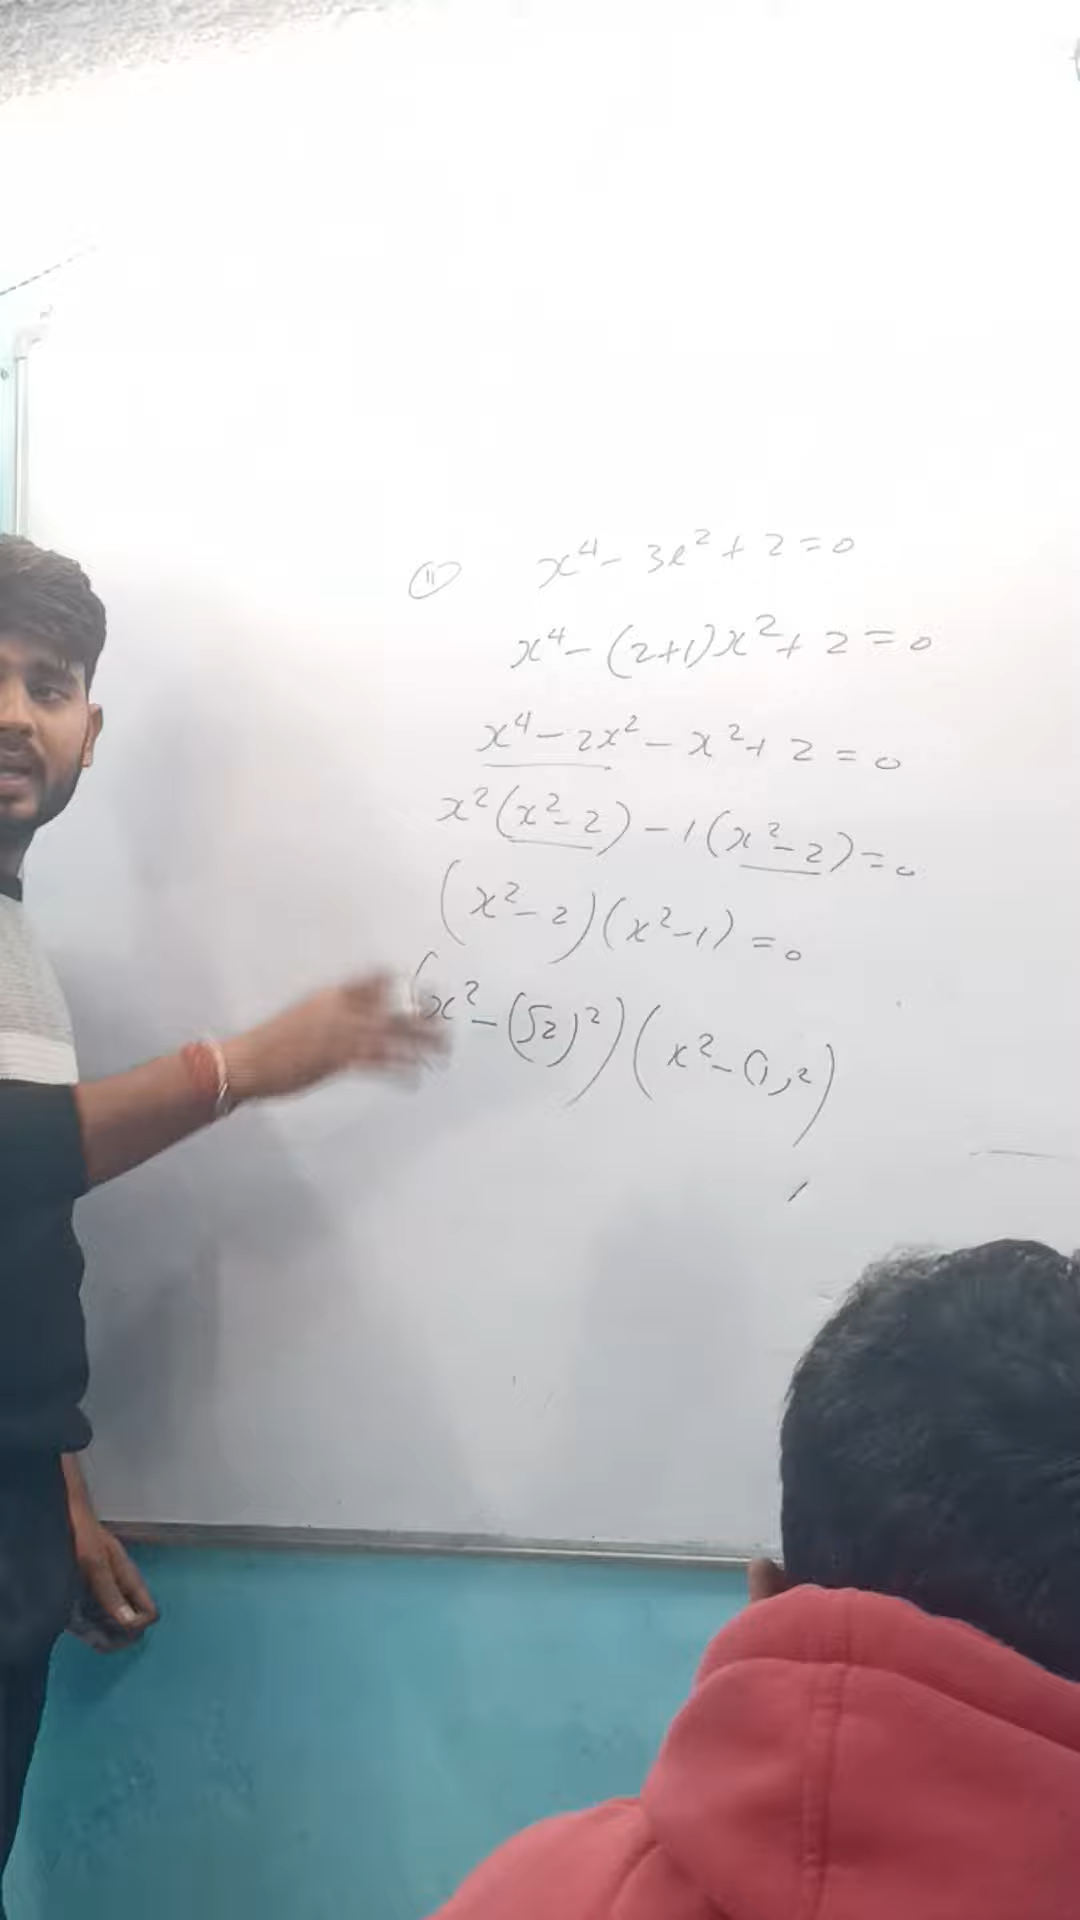 (11) x⁴ - 3x² + 2 = 0
x⁴ - (2+1)x² + 2 = 0
x⁴ - 2x² - x² + 2 = 0
x²(x² - 2) - 1(x² - 2) = 0
(x² - 2)(x² - 1) = 0
(x² - (√2)²)(x² - (1)²)